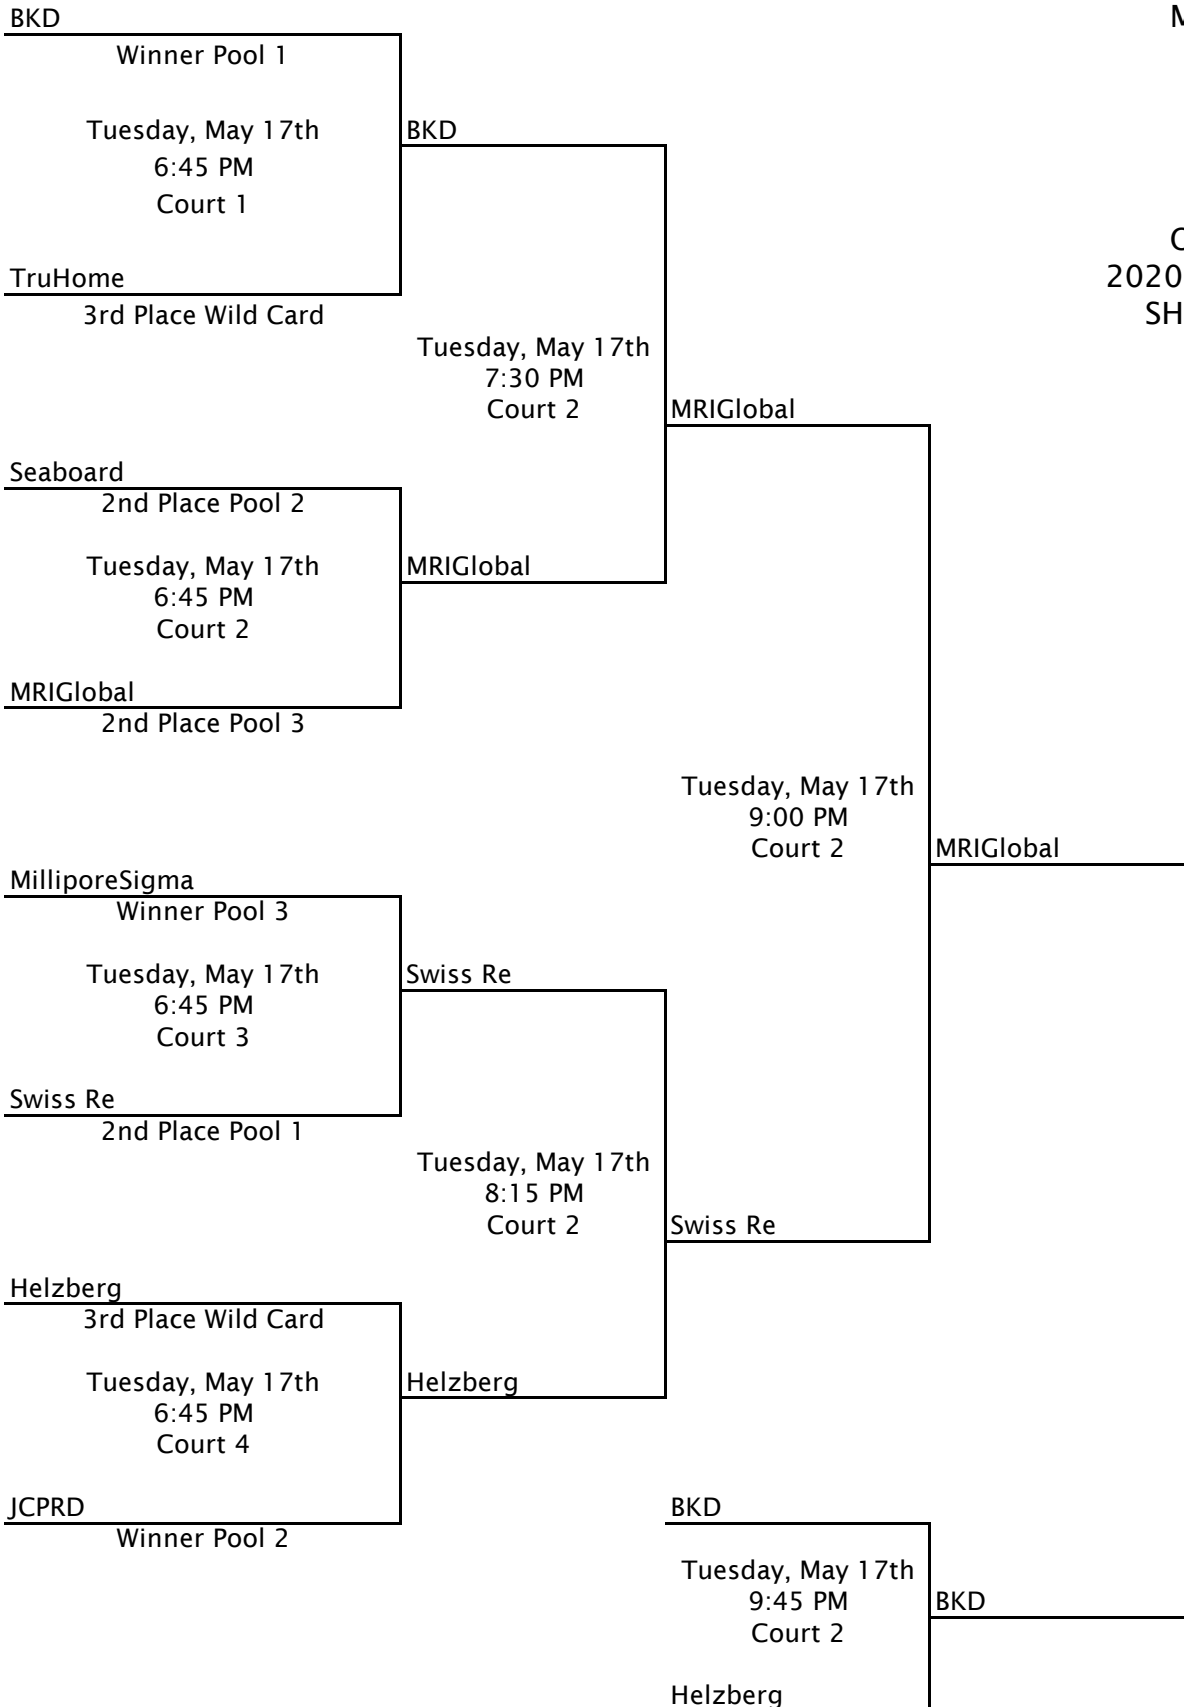 BKD
Winner Pool 1
Tuesday, May 17th
6:45 PM
Court 1
BKD
TruHome
3rd Place Wild Card
2020
SH
Tuesday, May 17th
7:30 PM
Court 2
MRIGlobal
Seaboard
2nd Place Pool 2
Tuesday, May 17th
6:45 PM
Court 2
MRIGlobal
MRIGlobal
2nd Place Pool 3
Tuesday, May 17th
9:00 PM
Court 2
MRIGlobal
MilliporeSigma
Winner Pool 3
Tuesday, May 17th
6:45 PM
Court 3
Swiss Re
Swiss Re
2nd Place Pool 1
Tuesday, May 17th
8:15 PM
Court 2
Swiss Re
Helzberg
3rd Place Wild Card
Tuesday, May 17th
6:45 PM
Court 4
Helzberg
JCPRD
Winner Pool 2
BKD
Tuesday, May 17th
9:45 PM
Court 2
BKD
Helzberg